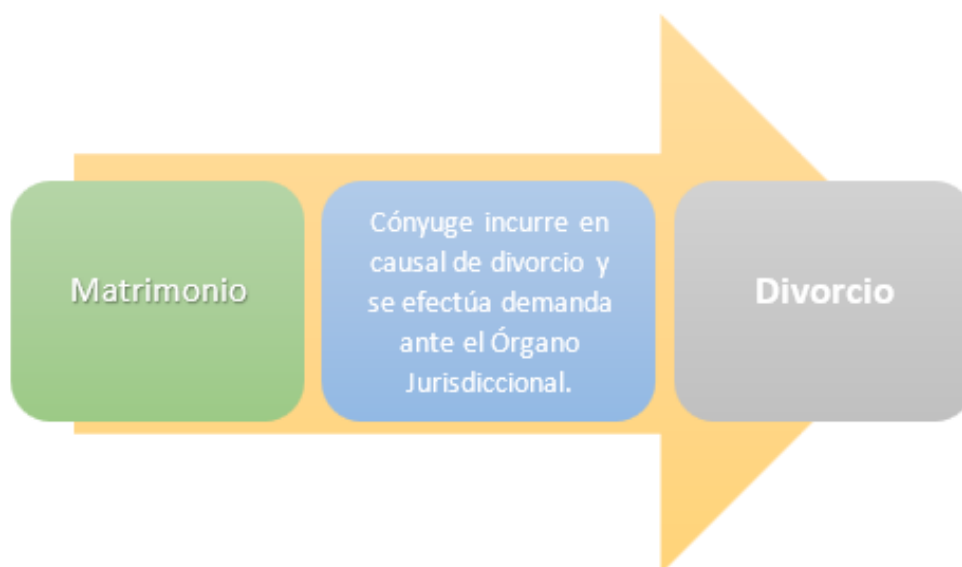 Matrimonio
Cónyuge incurre en
causal de divorcio y
se efectúa demanda
ante el Órgano
Jurisdiccional.
Divorcio